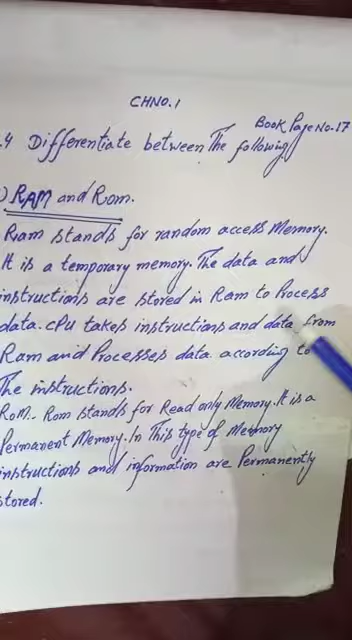 CHNO.1
Book Page No.17
.4 Differentiate between The following
) RAM and Rom.
Ram stands for random access Memory.
It is a temporary memory. The data and
instructions are stored in Ram to Process
data. CPU takes instructions and data from
Ram and Processes data according to
The instructions.
ROM- Rom stands for Read only Memory. It is a
Permanent Memory. In This type of Memory
instructions and information are Permanently
stored.